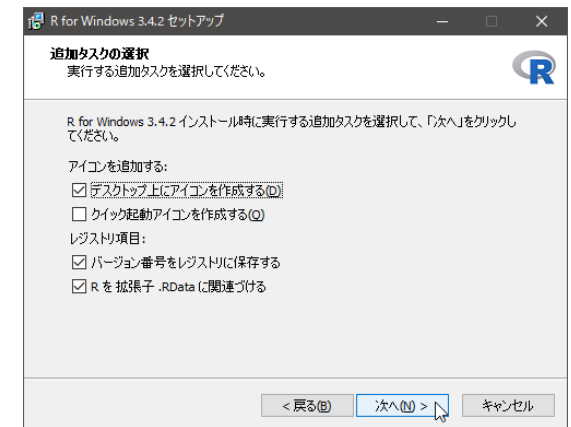 R for Windows 3.4.2 セットアップ
追加タスクの選択
実行する追加タスクを選択してください。
R
R for Windows 3.4.2 インストール時に実行する追加タスクを選択して、「次へ」をクリックし
てください。
アイコンを追加する:
デスクトップ上にアイコンを作成する(D)
クイック起動アイコンを作成する(Q)
レジストリ項目:
バージョン番号をレジストリに保存する
R を 拡張子 .RData に関連づける
< 戻る(B) 次へ(N) > キャンセル